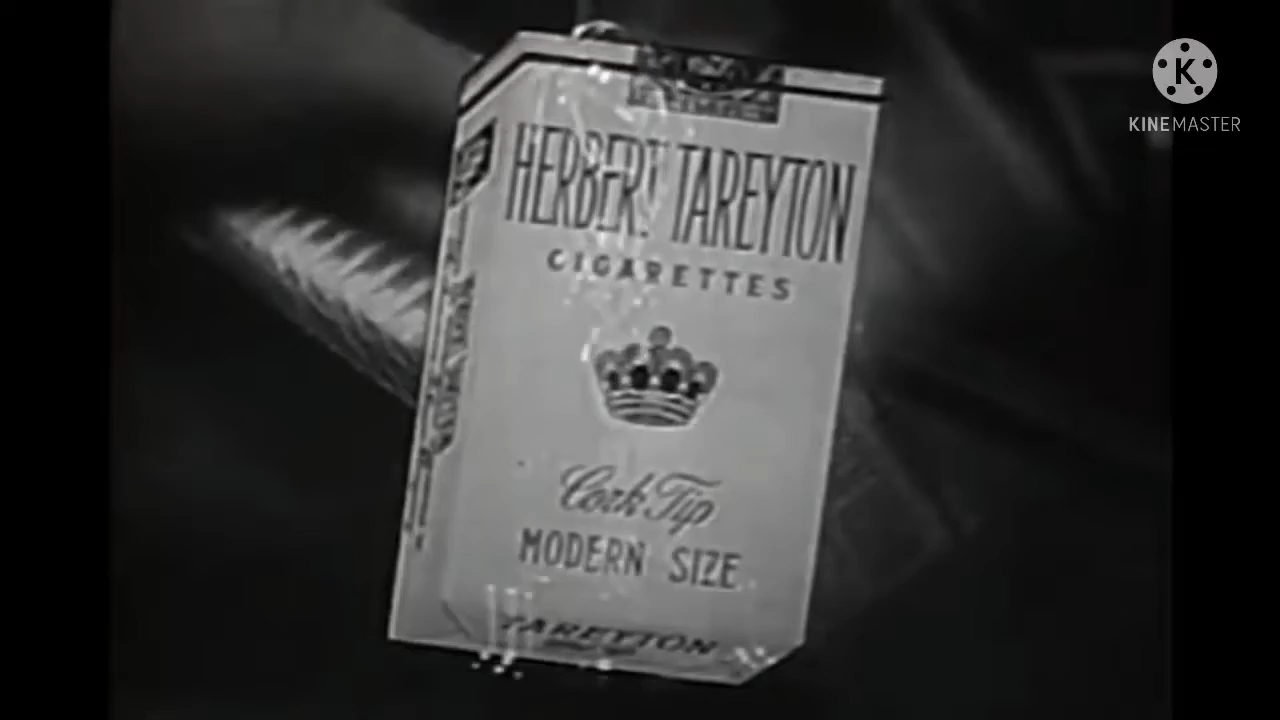 HERBERT TAREYTON
CIGARETTES
Cork Tip
MODERN SIZE
TAREYTON
K
KINEMASTER